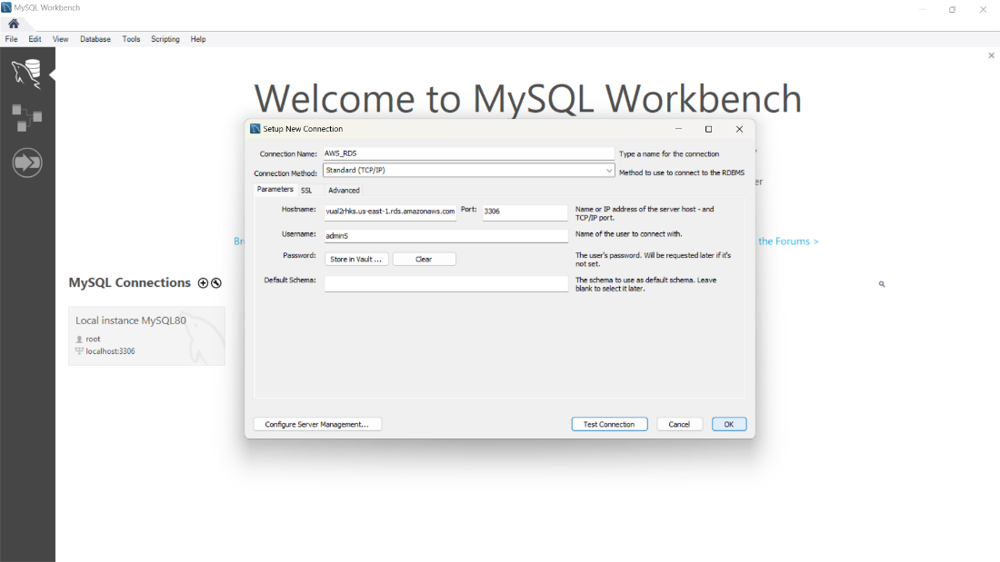 MySQL Workbench
File Edit View Database Tools Scripting Help
Welcome to MySQL Workbench
Setup New Connection
Connection Name: AWS_RDS Type a name for the connection
Connection Method: Standard (TCP/IP) Method to use to connect to the RDBMS
Parameters SSL Advanced
Hostname: vual2rhks.us-east-1.rds.amazonaws.com Port: 3306 Name or IP address of the server host - and
TCP/IP port.
Username: adminS Name of the user to connect with.
Password: Store in Vault ... Clear The user's password. Will be requested later if it's
not set.
Default Schema: The schema to use as default schema. Leave
blank to select it later.
Configure Server Management... Test Connection Cancel OK
er
Br
the Forums >
MySQL Connections
Local instance MySQL80
root
localhost:3306